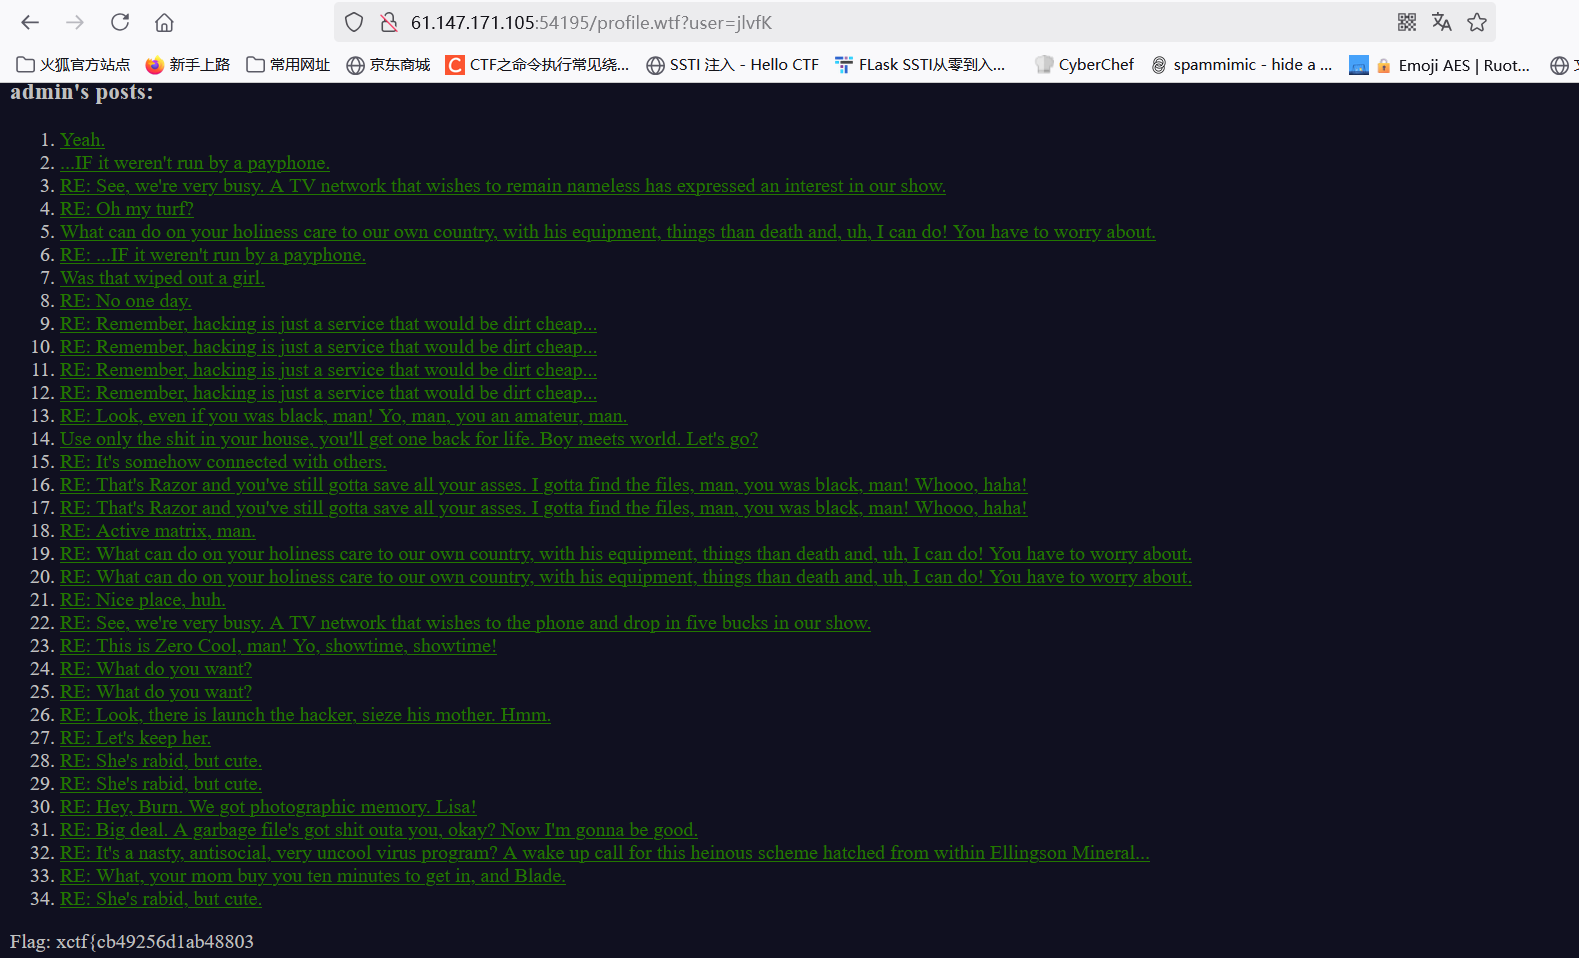 61.147.171.105:54195/profile.wtf?user=jlvfK
火狐官方站点 新手上路 常用网址 京东商城 CTF之命令执行常见绕... SSTI 注入 - Hello CTF FLask SSTI从零到入... CyberChef spammimic - hide a ... Emoji AES | Ruot...
admin's posts:
1. Yeah.
2. ...IF it weren't run by a payphone.
3. RE: See, we're very busy. A TV network that wishes to remain nameless has expressed an interest in our show.
4. RE: Oh my turf?
5. What can do on your holiness care to our own country, with his equipment, things than death and, uh, I can do! You have to worry about.
6. RE: ...IF it weren't run by a payphone.
7. Was that wiped out a girl.
8. RE: No one day.
9. RE: Remember, hacking is just a service that would be dirt cheap...
10. RE: Remember, hacking is just a service that would be dirt cheap...
11. RE: Remember, hacking is just a service that would be dirt cheap...
12. RE: Remember, hacking is just a service that would be dirt cheap...
13. RE: Look, even if you was black, man! Yo, man, you an amateur, man.
14. Use only the shit in your house, you'll get one back for life. Boy meets world. Let's go?
15. RE: It's somehow connected with others.
16. RE: That's Razor and you've still gotta save all your asses. I gotta find the files, man, you was black, man! Whooo, haha!
17. RE: That's Razor and you've still gotta save all your asses. I gotta find the files, man, you was black, man! Whooo, haha!
18. RE: Active matrix, man.
19. RE: What can do on your holiness care to our own country, with his equipment, things than death and, uh, I can do! You have to worry about.
20. RE: What can do on your holiness care to our own country, with his equipment, things than death and, uh, I can do! You have to worry about.
21. RE: Nice place, huh.
22. RE: See, we're very busy. A TV network that wishes to the phone and drop in five bucks in our show.
23. RE: This is Zero Cool, man! Yo, showtime, showtime!
24. RE: What do you want?
25. RE: What do you want?
26. RE: Look, there is launch the hacker, sieze his mother. Hmm.
27. RE: Let's keep her.
28. RE: She's rabid, but cute.
29. RE: She's rabid, but cute.
30. RE: Hey, Burn. We got photographic memory. Lisa!
31. RE: Big deal. A garbage file's got shit outa you, okay? Now I'm gonna be good.
32. RE: It's a nasty, antisocial, very uncool virus program? A wake up call for this heinous scheme hatched from within Ellingson Mineral...
33. RE: What, your mom buy you ten minutes to get in, and Blade.
34. RE: She's rabid, but cute.
Flag: xctf{cb49256d1ab48803